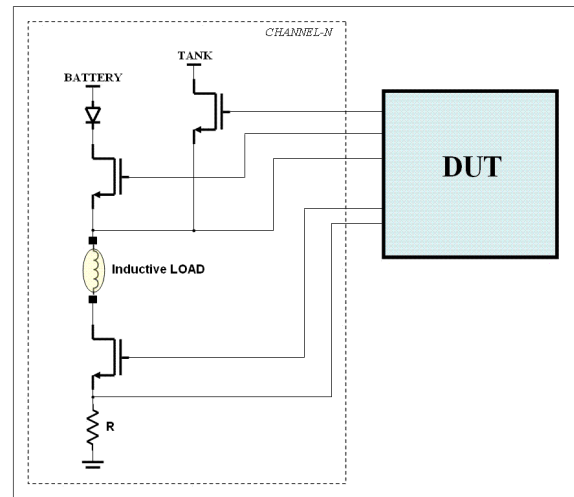 CHANNEL-N
TANK
BATTERY
DUT
Inductive LOAD
R